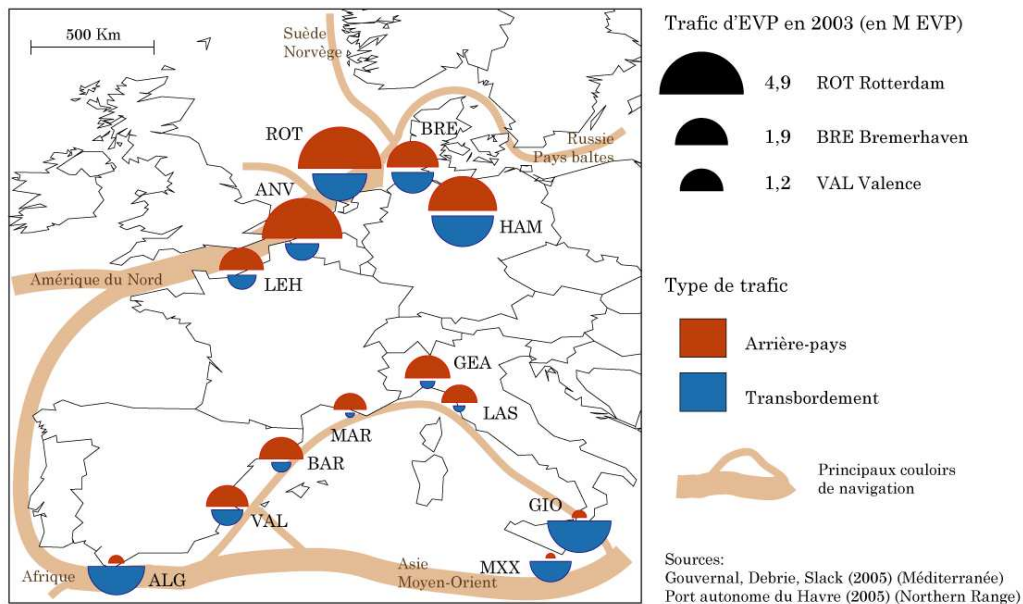 500 Km
Suède
Norvège
ROT
BRE
Russie
Pays baltes
ANV
HAM
LEH
Amérique du Nord
GEA
LAS
MAR
BAR
GIO
VAL
MXX
Asie
Moyen-Orient
Afrique
ALG
Trafic d'EVP en 2003 (en M EVP)
4,9 ROT Rotterdam
1,9 BRE Bremerhaven
1,2 VAL Valence
Type de trafic
Arrière-pays
Transbordement
Principaux couloirs
de navigation
Sources:
Gouvernal, Debrie, Slack (2005) (Méditerranée)
Port autonome du Havre (2005) (Northern Range)